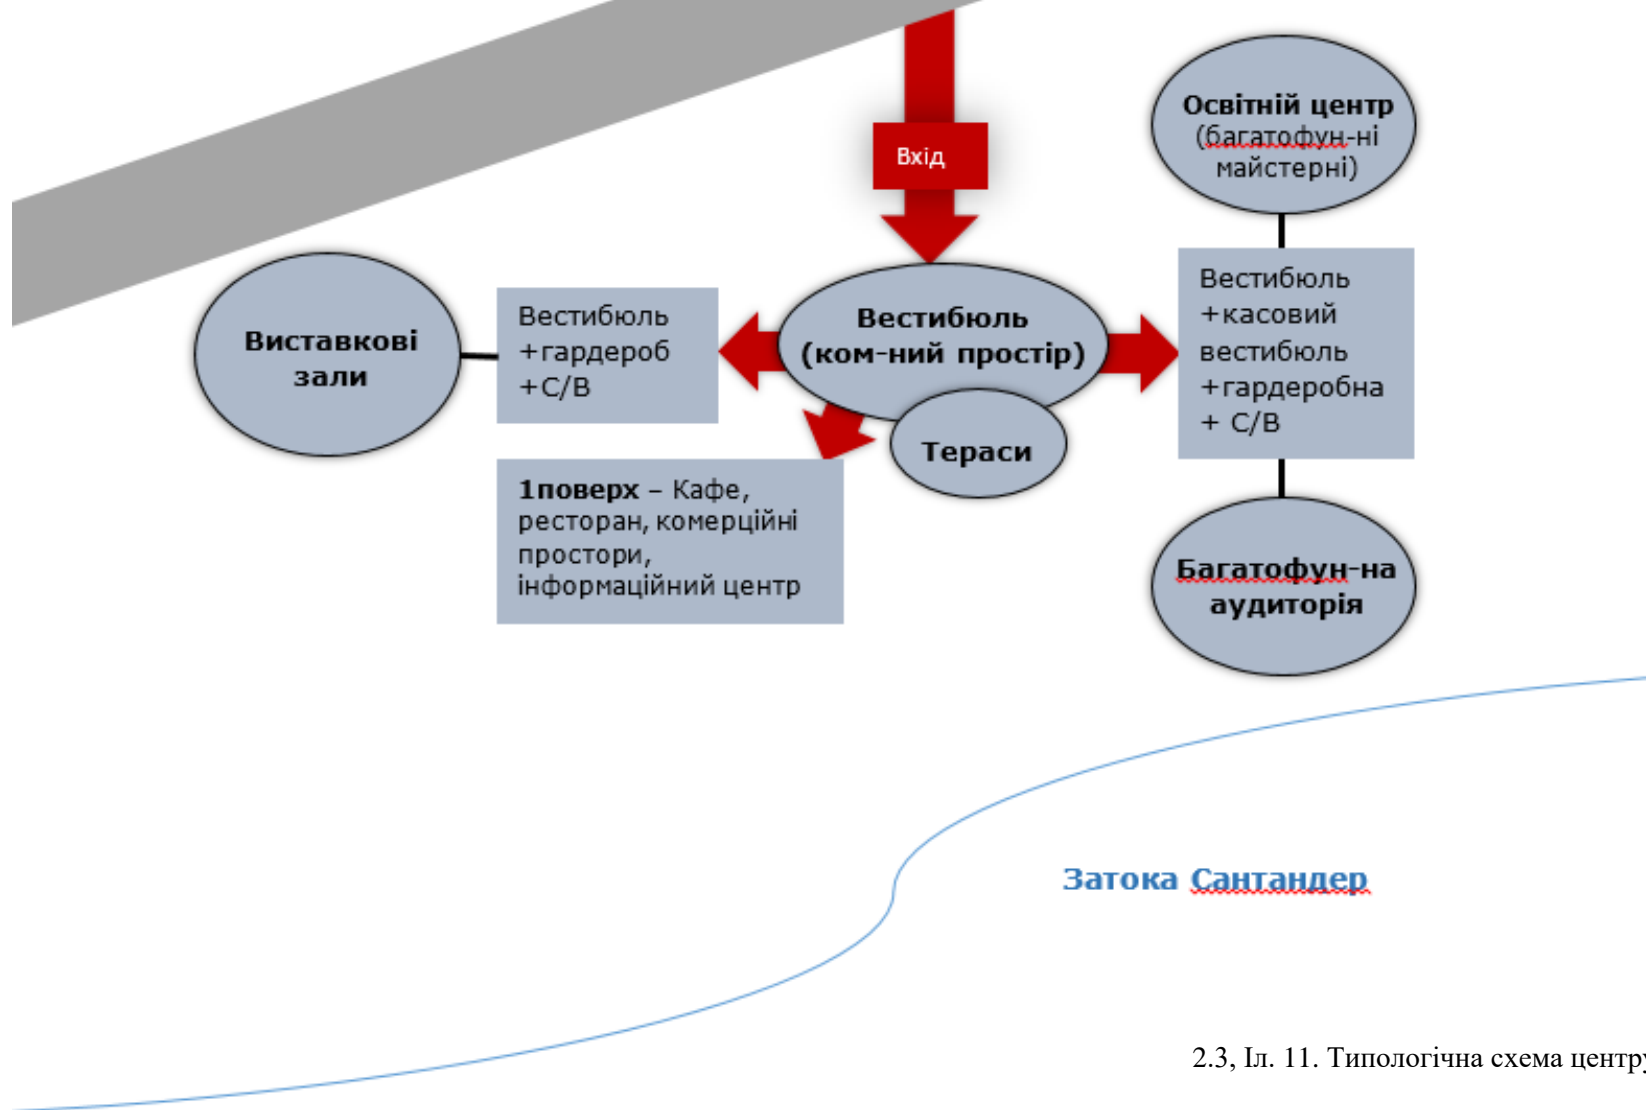 Вхід
Освітній центр
(багатофун-ні
майстерні)
Виставкові
зали
Вестибюль
+гардероб
+С/В
Вестибюль
(ком-ний простір)
Тераси
Вестибюль
+касовий
вестибюль
+гардеробна
+ С/В
1поверх – Кафе,
ресторан, комерційні
простори,
інформаційний центр
Багатофун-на
аудиторія
Затока Сантандер
2.3, Іл. 11. Типологічна схема центру